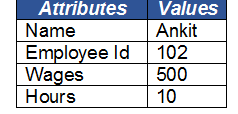 Attributes Values
Name Ankit
Employee Id 102
Wages 500
Hours 10